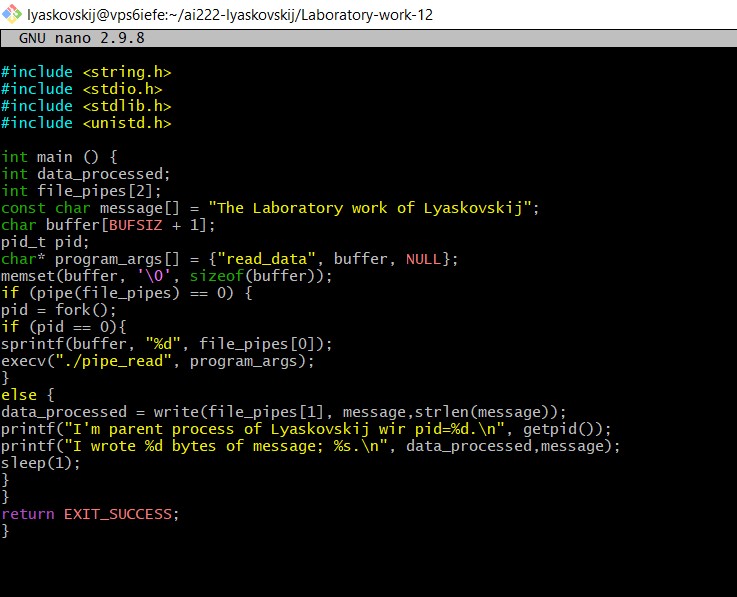 lyaskovskij@vps6iefe:~/ai222-lyaskovskij/Laboratory-work-12
GNU nano 2.9.8
#include <string.h>
#include <stdio.h>
#include <stdlib.h>
#include <unistd.h>
int main () {
int data_processed;
int file_pipes[2];
const char message[] = "The Laboratory work of Lyaskovskij";
char buffer[BUFSIZ + 1];
pid_t pid;
char* program_args[] = {"read_data", buffer, NULL};
memset(buffer, '\0', sizeof(buffer));
if (pipe(file_pipes) == 0) {
pid = fork();
if (pid == 0){
sprintf(buffer, "%d", file_pipes[0]);
execv("./pipe_read", program_args);
}
else {
data_processed = write(file_pipes[1], message,strlen(message));
printf("I'm parent process of Lyaskovskij wir pid=%d.\n", getpid());
printf("I wrote %d bytes of message; %s.\n", data_processed,message);
sleep(1);
}
}
return EXIT_SUCCESS;
}